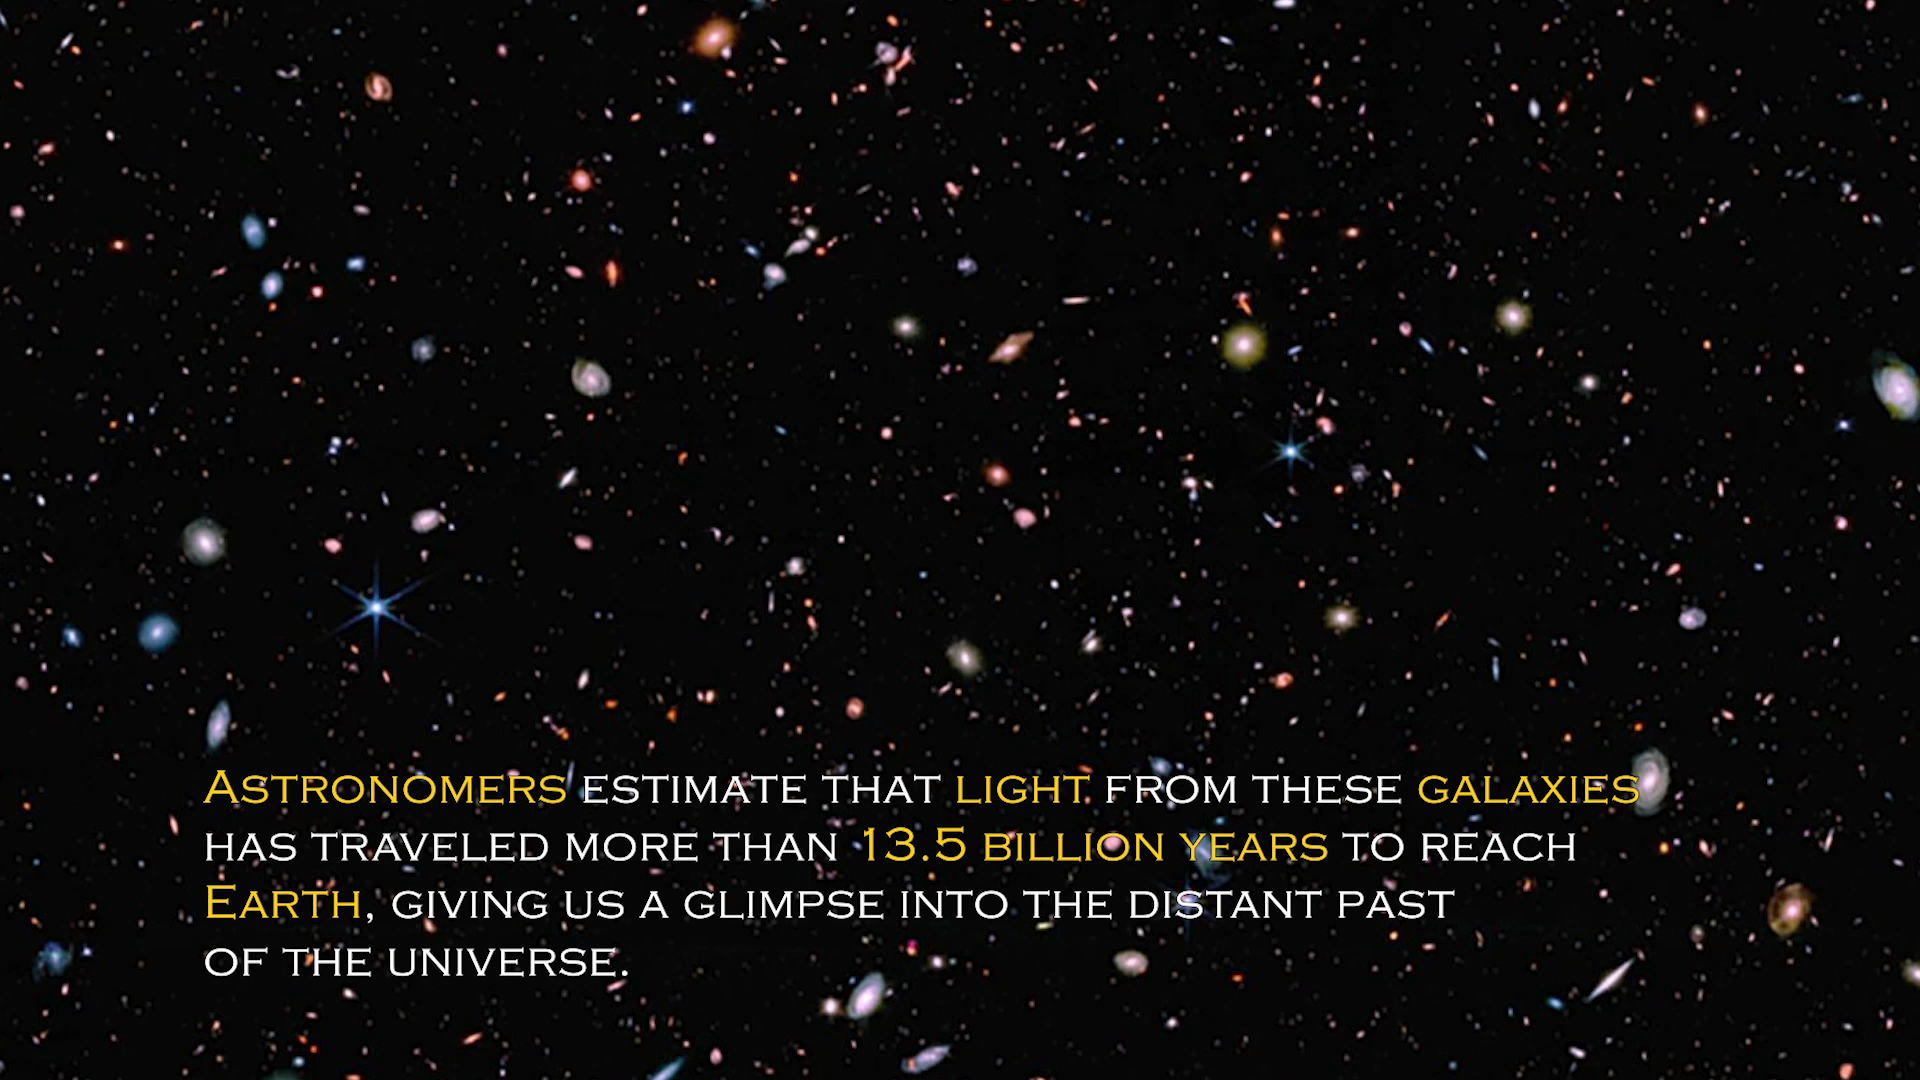 Astronomers estimate that light from these galaxies
has traveled more than 13.5 billion years to reach
Earth, giving us a glimpse into the distant past
of the universe.